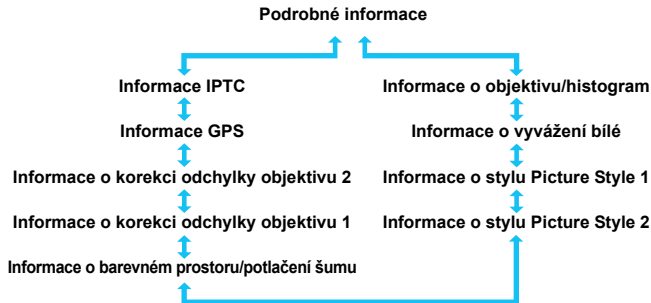 Podrobné informace
Informace IPTC
Informace o objektivu/histogram
Informace GPS
Informace o vyvážení bílé
Informace o korekci odchylky objektivu 2
Informace o stylu Picture Style 1
Informace o korekci odchylky objektivu 1
Informace o stylu Picture Style 2
Informace o barevném prostoru/potlačení šumu